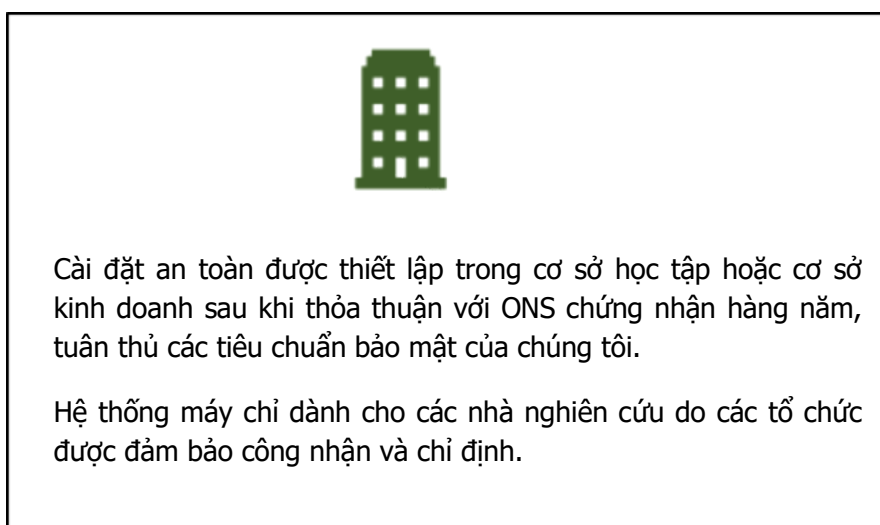 Cài đặt an toàn được thiết lập trong cơ sở học tập hoặc cơ sở
kinh doanh sau khi thỏa thuận với ONS chứng nhận hàng năm,
tuân thủ các tiêu chuẩn bảo mật của chúng tôi.
Hệ thống máy chỉ dành cho các nhà nghiên cứu do các tổ chức
được đảm bảo công nhận và chỉ định.